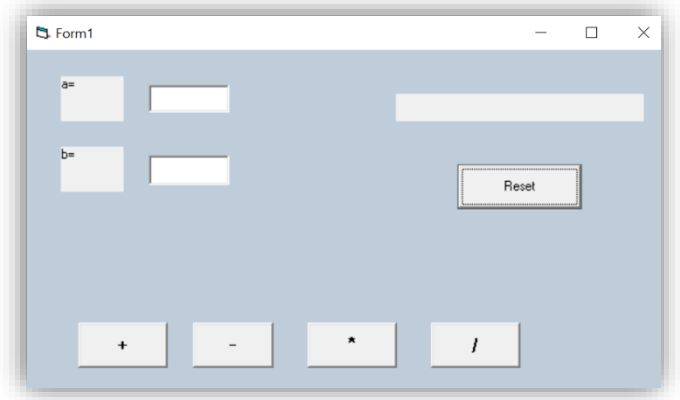 Form1
a=
b=
Reset
+
-
*
/